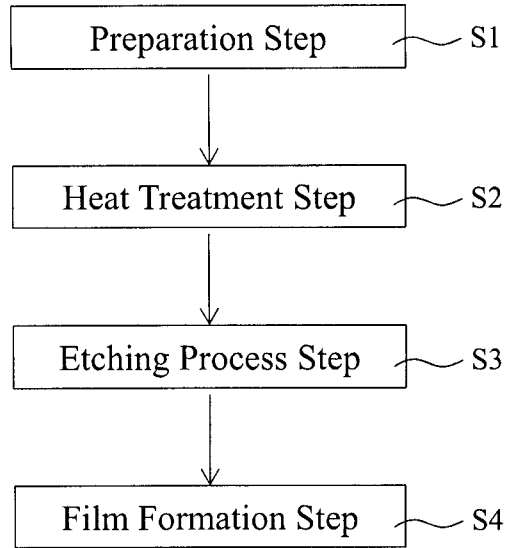 Preparation Step S1
Heat Treatment Step S2
Etching Process Step S3
Film Formation Step S4